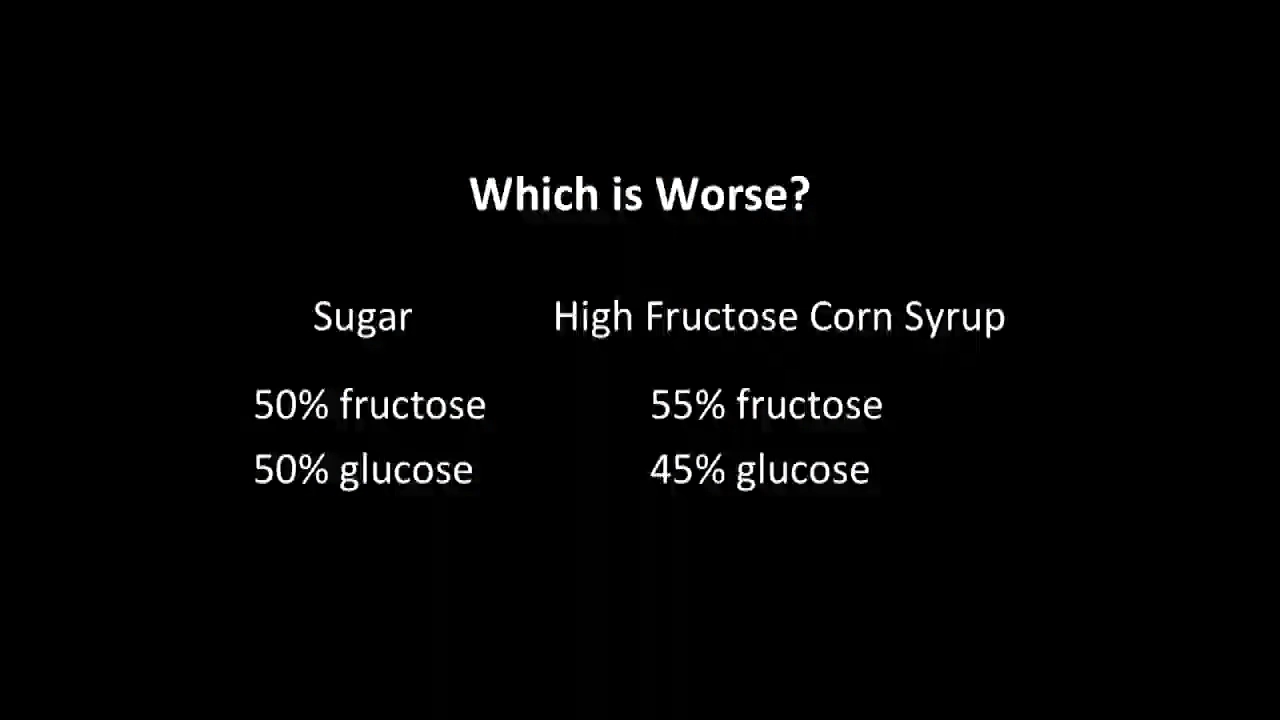 Which is Worse?
Sugar High Fructose Corn Syrup
50% fructose 55% fructose
50% glucose 45% glucose